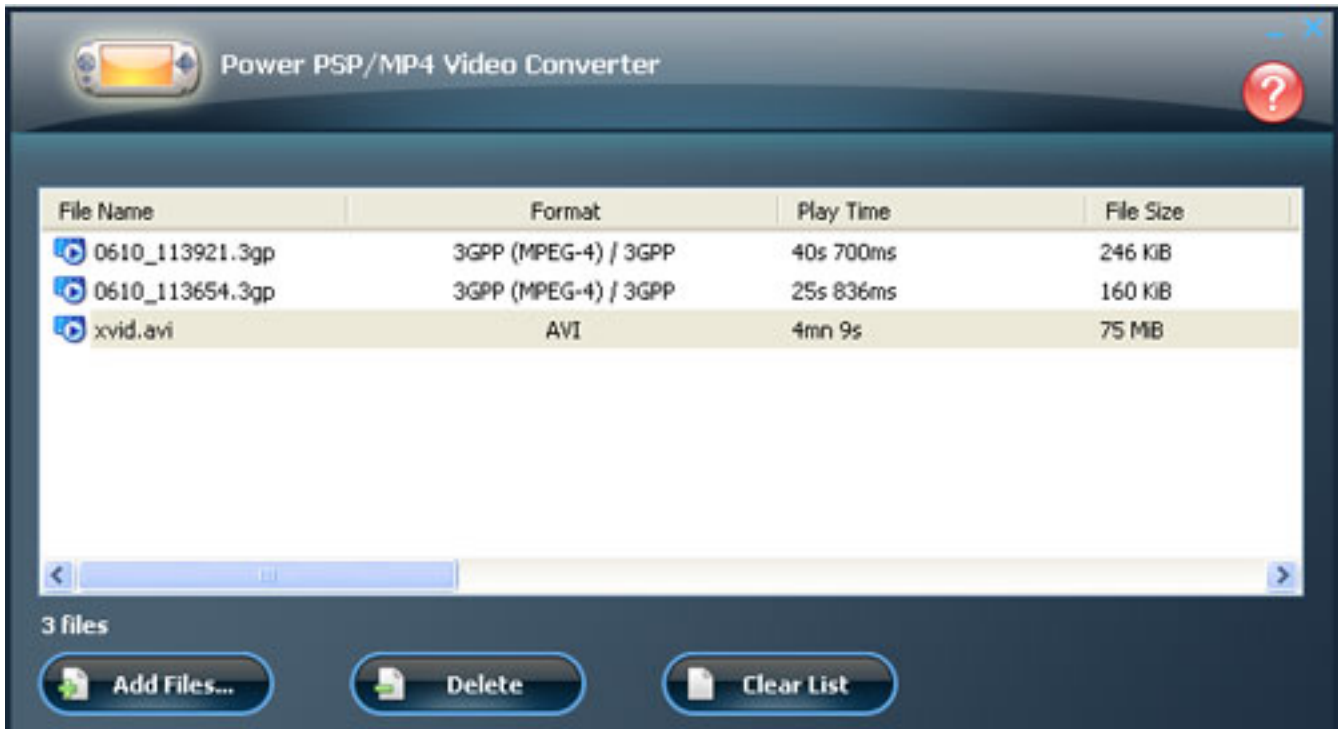 Power PSP/MP4 Video Converter
?
File Name Format Play Time File Size
0610_113921.3gp 3GPP (MPEG-4) / 3GPP 40s 700ms 246 KiB
0610_113654.3gp 3GPP (MPEG-4) / 3GPP 25s 836ms 160 KiB
xvid.avi AVI 4mn 9s 75 MiB
3 files
Add Files... Delete Clear List